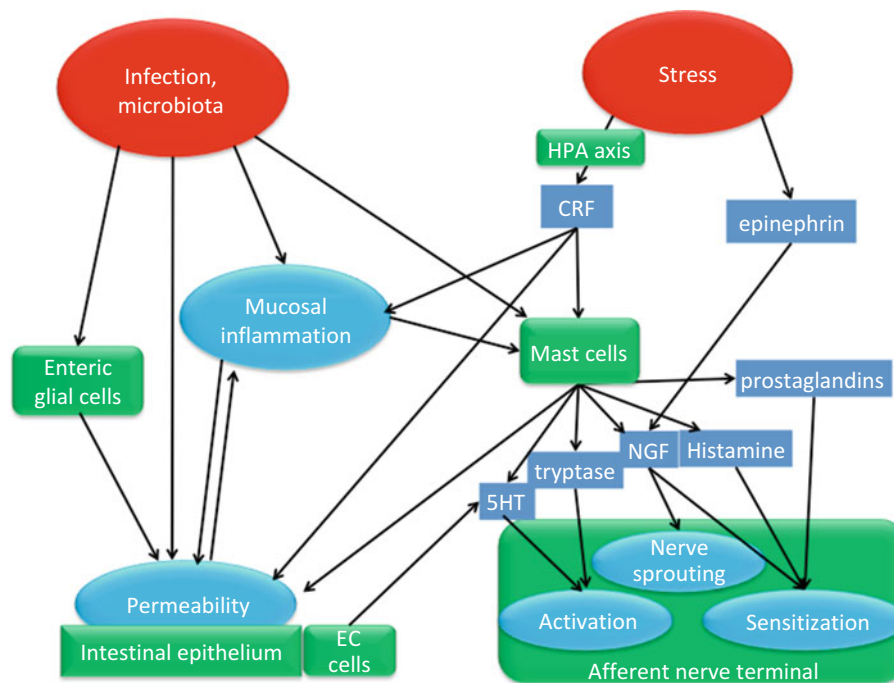 Infection,
microbiota
Stress
HPA axis
CRF
epinephrin
Mucosal
inflammation
Mast cells
Enteric
glial cells
prostaglandins
NGF
Histamine
tryptase
5HT
Nerve
sprouting
Permeability
Activation
Sensitization
Intestinal epithelium
EC
cells
Afferent nerve terminal